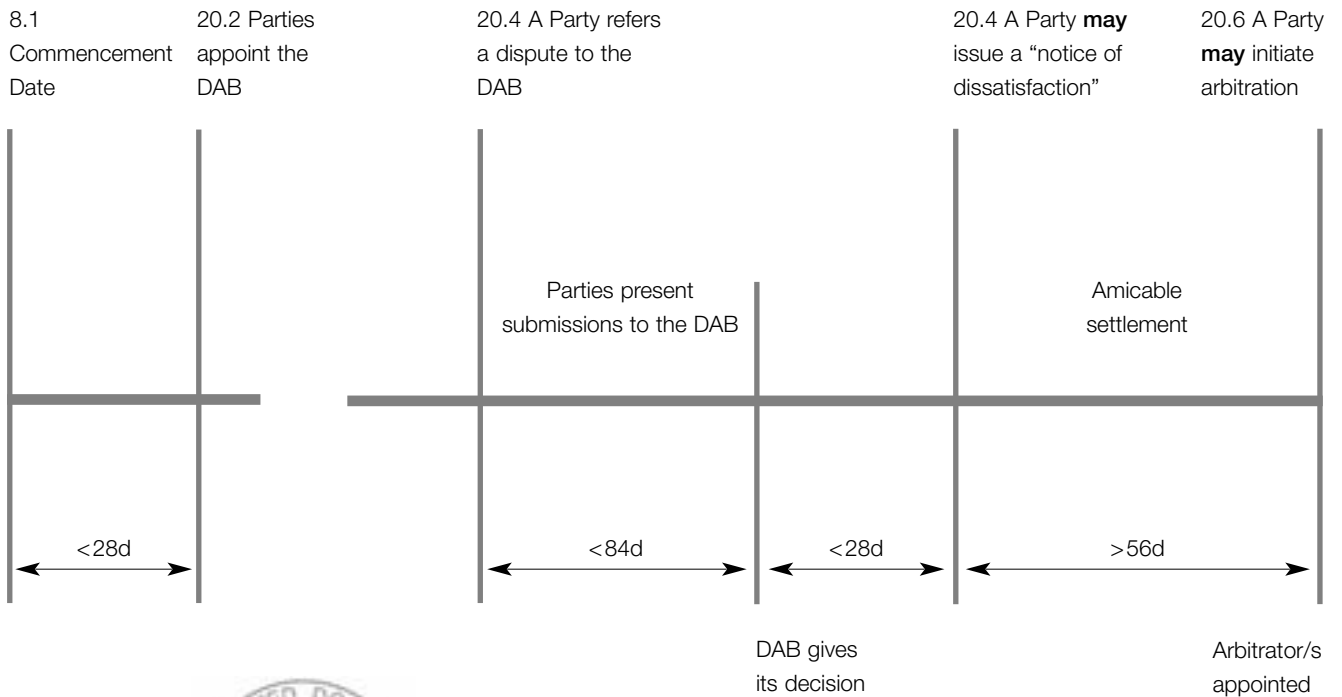 8.1
Commencement
Date
20.2 Parties
appoint the
DAB
20.4 A Party refers
a dispute to the
DAB
20.4 A Party may
issue a “notice of
dissatisfaction”
20.6 A Party
may initiate
arbitration
Parties present
submissions to the DAB
Amicable
settlement
<28d
<84d
<28d
>56d
DAB gives
its decision
Arbitrator/s
appointed